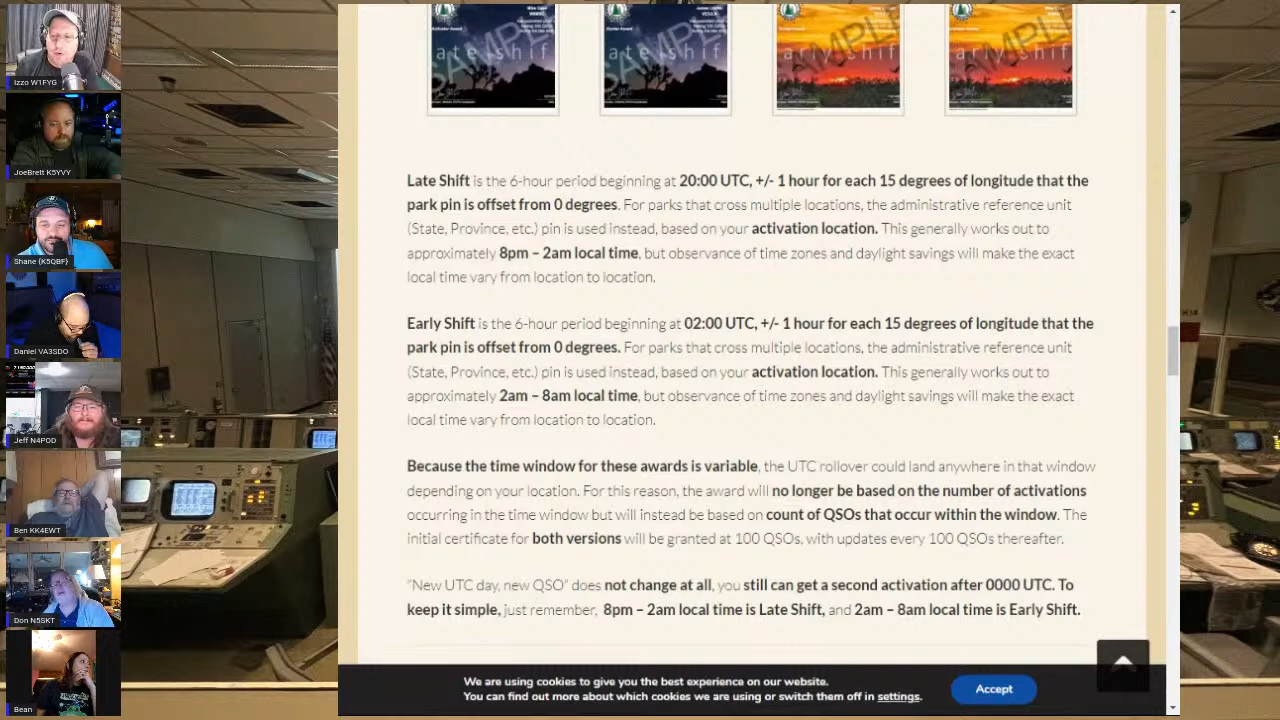 Izzo W1FYG
JoeBrett K5YVY
Shane {K5QBF}
Daniel VA3SDO
Jeff N4POD
Ben KK4EWT
Don N5SKT
Bean
Late Shift is the 6-hour period beginning at 20:00 UTC, +/- 1 hour for each 15 degrees of longitude that the
park pin is offset from 0 degrees. For parks that cross multiple locations, the administrative reference unit
(State, Province, etc.) pin is used instead, based on your activation location. This generally works out to
approximately 8pm – 2am local time, but observance of time zones and daylight savings will make the exact
local time vary from location to location.
Early Shift is the 6-hour period beginning at 02:00 UTC, +/- 1 hour for each 15 degrees of longitude that the
park pin is offset from 0 degrees. For parks that cross multiple locations, the administrative reference unit
(State, Province, etc.) pin is used instead, based on your activation location. This generally works out to
approximately 2am – 8am local time, but observance of time zones and daylight savings will make the exact
local time vary from location to location.
Because the time window for these awards is variable, the UTC rollover could land anywhere in that window
depending on your location. For this reason, the award will no longer be based on the number of activations
occurring in the time window but will instead be based on count of QSOs that occur within the window. The
initial certificate for both versions will be granted at 100 QSOs, with updates every 100 QSOs thereafter.
“New UTC day, new QSO” does not change at all, you still can get a second activation after 0000 UTC. To
keep it simple, just remember, 8pm – 2am local time is Late Shift, and 2am – 8am local time is Early Shift.
We are using cookies to give you the best experience on our website.
You can find out more about which cookies we are using or switch them off in settings.
Accept